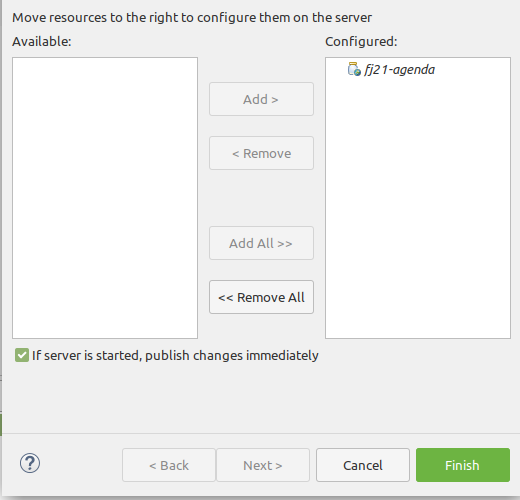 Move resources to the right to configure them on the server
Available:
Configured:
fj21-agenda
Add >
< Remove
Add All >>
<< Remove All
If server is started, publish changes immediately
?
< Back
Next >
Cancel
Finish